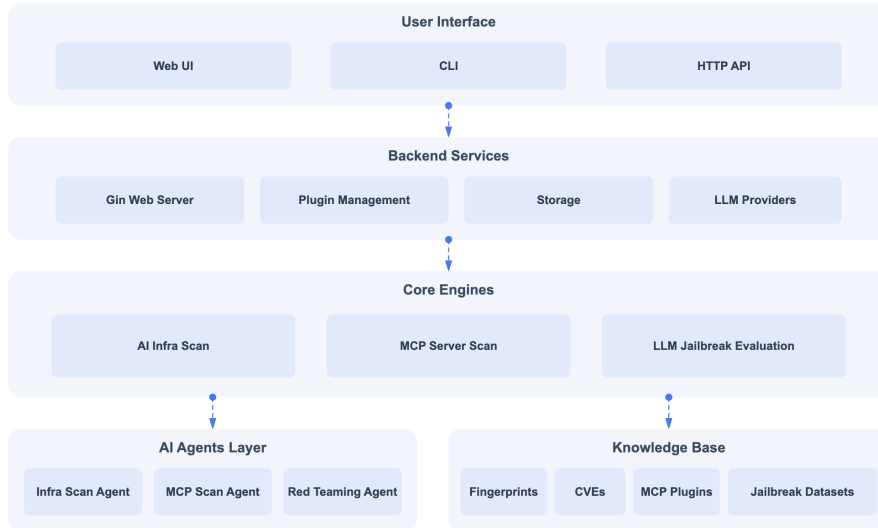 User Interface
Web UI
CLI
HTTP API
Backend Services
Gin Web Server
Plugin Management
Storage
LLM Providers
Core Engines
AI Infra Scan
MCP Server Scan
LLM Jailbreak Evaluation
AI Agents Layer
Infra Scan Agent
MCP Scan Agent
Red Teaming Agent
Knowledge Base
Fingerprints
CVEs
MCP Plugins
Jailbreak Datasets